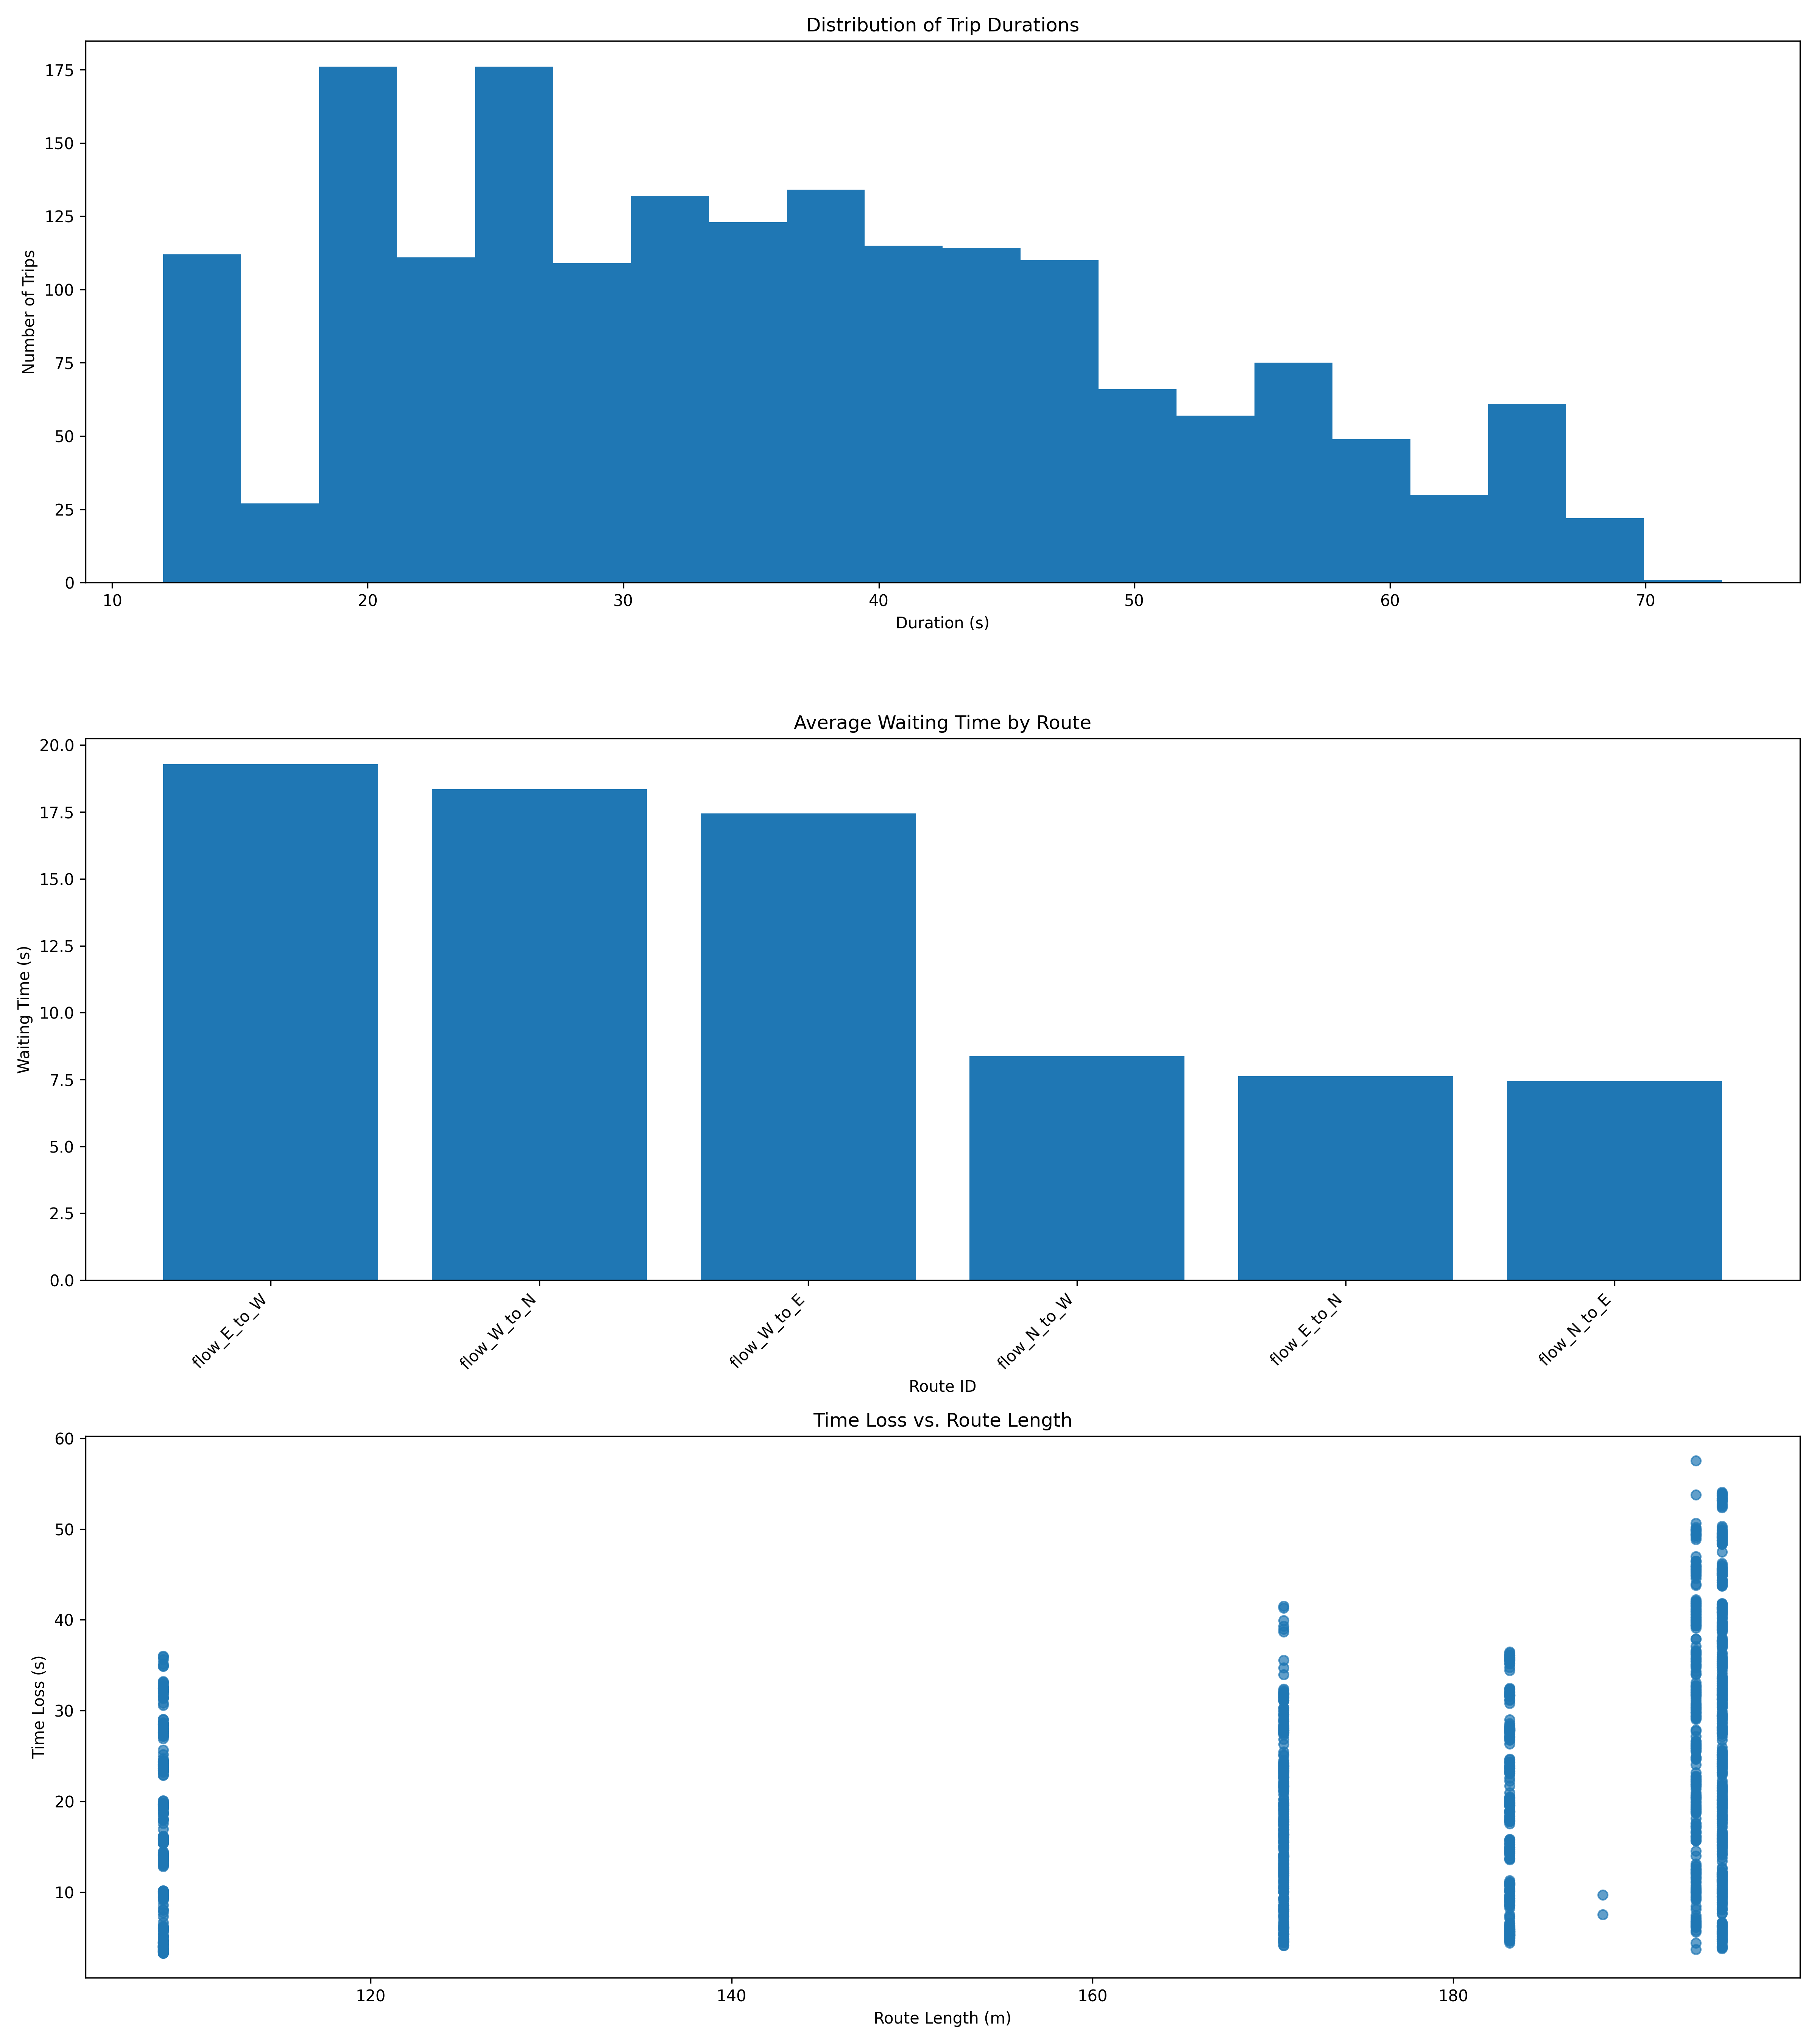 Distribution of Trip Durations
175
150
125
100
75
50
25
0
Number of Trips
10 20 30 40 50 60 70
Duration (s)
Average Waiting Time by Route
20.0
17.5
15.0
12.5
10.0
7.5
5.0
2.5
0.0
Waiting Time (s)
flow_E_to_W flow_W_to_N flow_W_to_E flow_N_to_W flow_E_to_N flow_N_to_E
Route ID
Time Loss vs. Route Length
60
50
40
30
20
10
Time Loss (s)
120 140 160 180
Route Length (m)